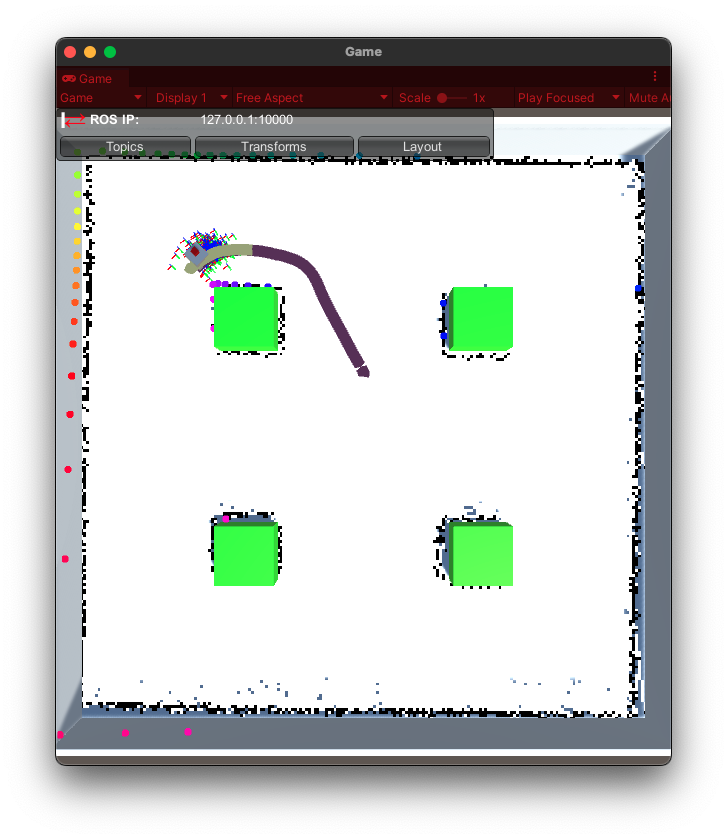 Game
Game
Game Display 1 Free Aspect Scale 1x Play Focused Mute A
ROS IP: 127.0.0.1:10000
Topics Transforms Layout